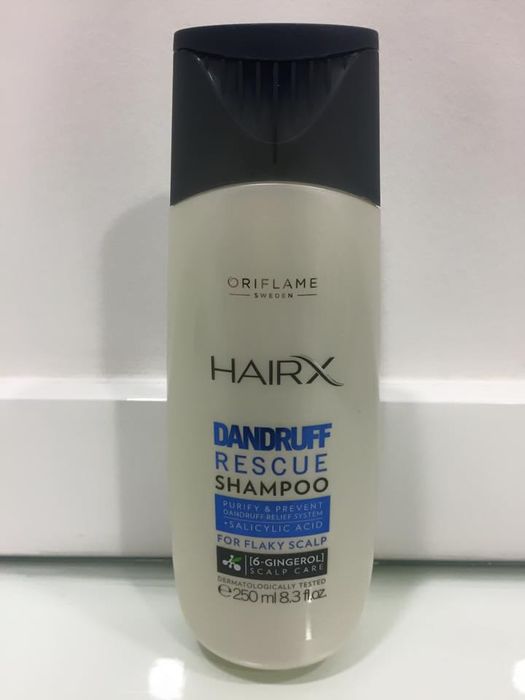 ORIFLAME
SWEDEN
HAIRX
DANDRUFF
RESCUE
SHAMPOO
PURIFY & PREVENT
DANDRUFF RELIEF SYSTEM
+SALICYLIC ACID
FOR FLAKY SCALP
[6-GINGEROL]
SCALP CARE
DERMATOLOGICALLY TESTED
℮250 ml 8.3 fl.oz.